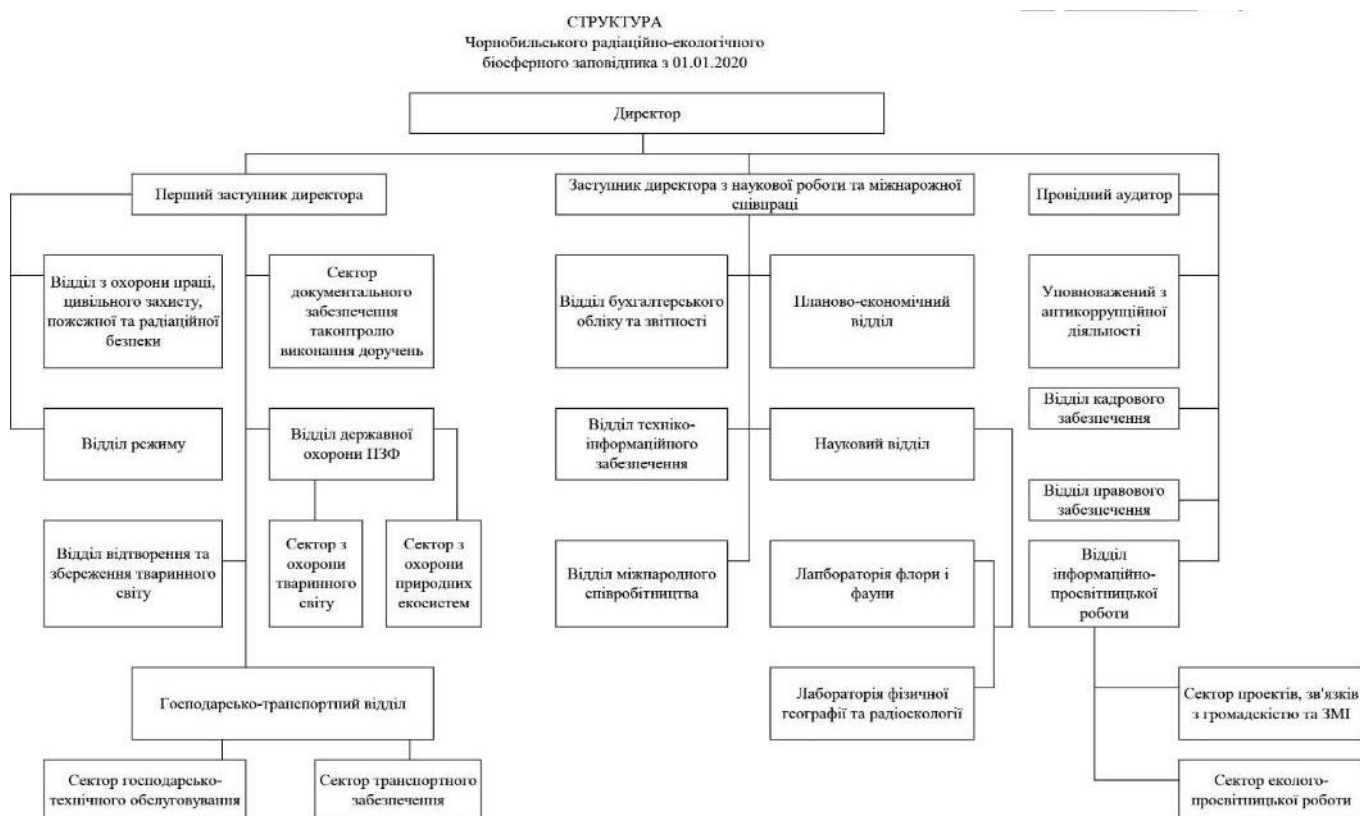 СТРУКТУРА
Чорнобильського радіаційно-екологічного
біосферного заповідника з 01.01.2020
Директор
Перший заступник директора
Заступник директора з наукової роботи та міжнарожної
співпраці
Провідний аудитор
Відділ з охорони праці,
цивільного захисту,
пожежної та радіаційної
безпеки
Сектор
документального
забезпечення
таконтролю
виконання доручень
Відділ бухгалтерського
обліку та звітності
Планово-економічний
відділ
Уповноважений з
антикоррупційної
діяльності
Відділ режиму
Відділ державної
охорони ПЗФ
Відділ техніко-
інформаційного
забезпечення
Науковий відділ
Відділ кадрового
забезпечення
Відділ правового
забезпечення
Відділ відтворення та
збереження тваринного
світу
Сектор з
охорони
тваринного
світу
Сектор з
охорони
природних
екосистем
Відділ міжнародного
співробітництва
Лапбораторія флори і
фауни
Відділ
інформаційно-
просвітницької
роботи
Господарсько-транспортний відділ
Лабораторія фізичної
географії та радіоекології
Сектор проектів, зв'язків
з громадскістю та ЗМІ
Сектор господарсько-
технічного обслуговування
Сектор транспортного
забезпечення
Сектор еколого-
просвітницької роботи